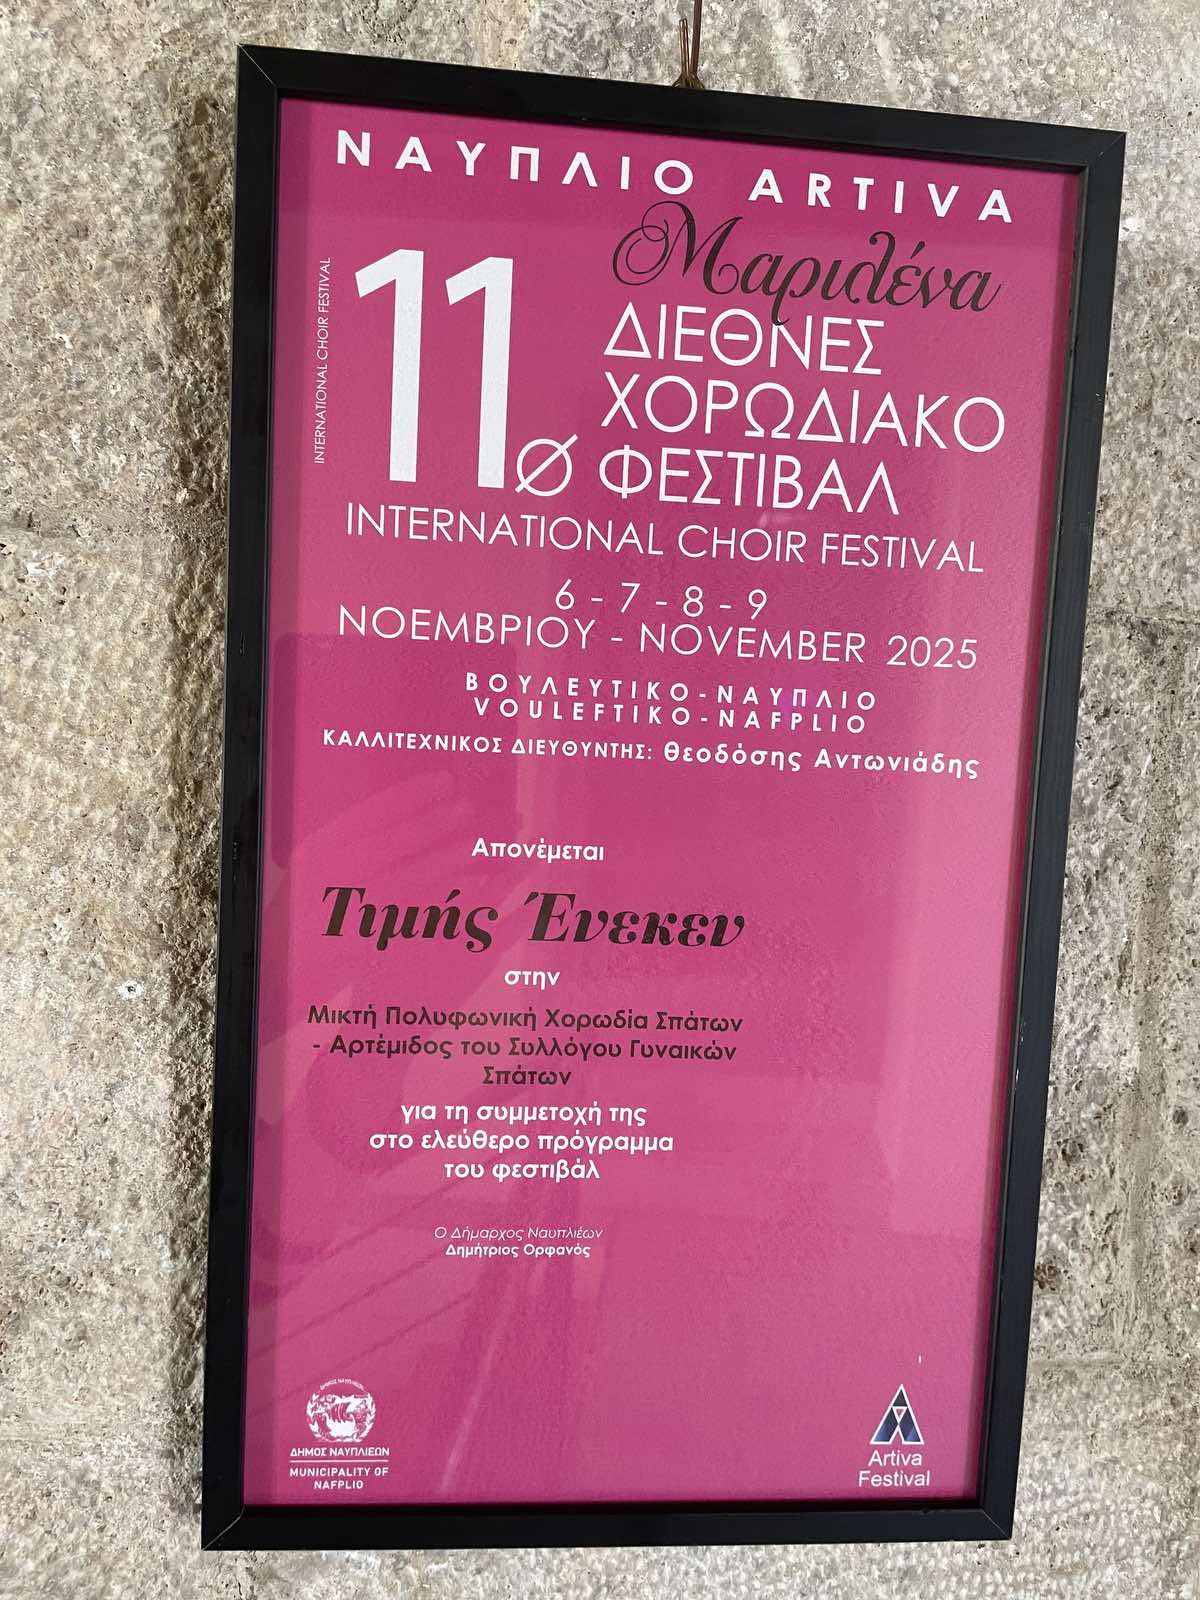 ΝΑΥΠΛΙΟ ARTIVA
Μαριλένα
INTERNATIONAL CHOIR FESTIVAL
11ο
ΔΙΕΘΝΕΣ
ΧΟΡΩΔΙΑΚΟ
ΦΕΣΤΙΒΑΛ
INTERNATIONAL CHOIR FESTIVAL
6 - 7 - 8 - 9
ΝΟΕΜΒΡΙΟΥ - NOVEMBER 2025
ΒΟΥΛΕΥΤΙΚΟ-ΝΑΥΠΛΙΟ
VOULEFTIKO-NAFPLIO
ΚΑΛΛΙΤΕΧΝΙΚΟΣ ΔΙΕΥΘΥΝΤΗΣ: Θεοδόσης Αντωνιάδης
Απονέμεται
Τιμής Ένεκεν
στην
Μικτή Πολυφωνική Χορωδία Σπάτων
- Αρτέμιδος του Συλλόγου Γυναικών
Σπάτων
για τη συμμετοχή της
στο ελεύθερο πρόγραμμα
του φεστιβάλ
Ο Δήμαρχος Ναυπλιέων
Δημήτριος Ορφανός
ΔΗΜΟΣ ΝΑΥΠΛΙΕΩΝ
ΔΗΜΟΣ ΝΑΥΠΛΙΕΩΝ
MUNICIPALITY OF
NAFPLIO
Artiva
Festival